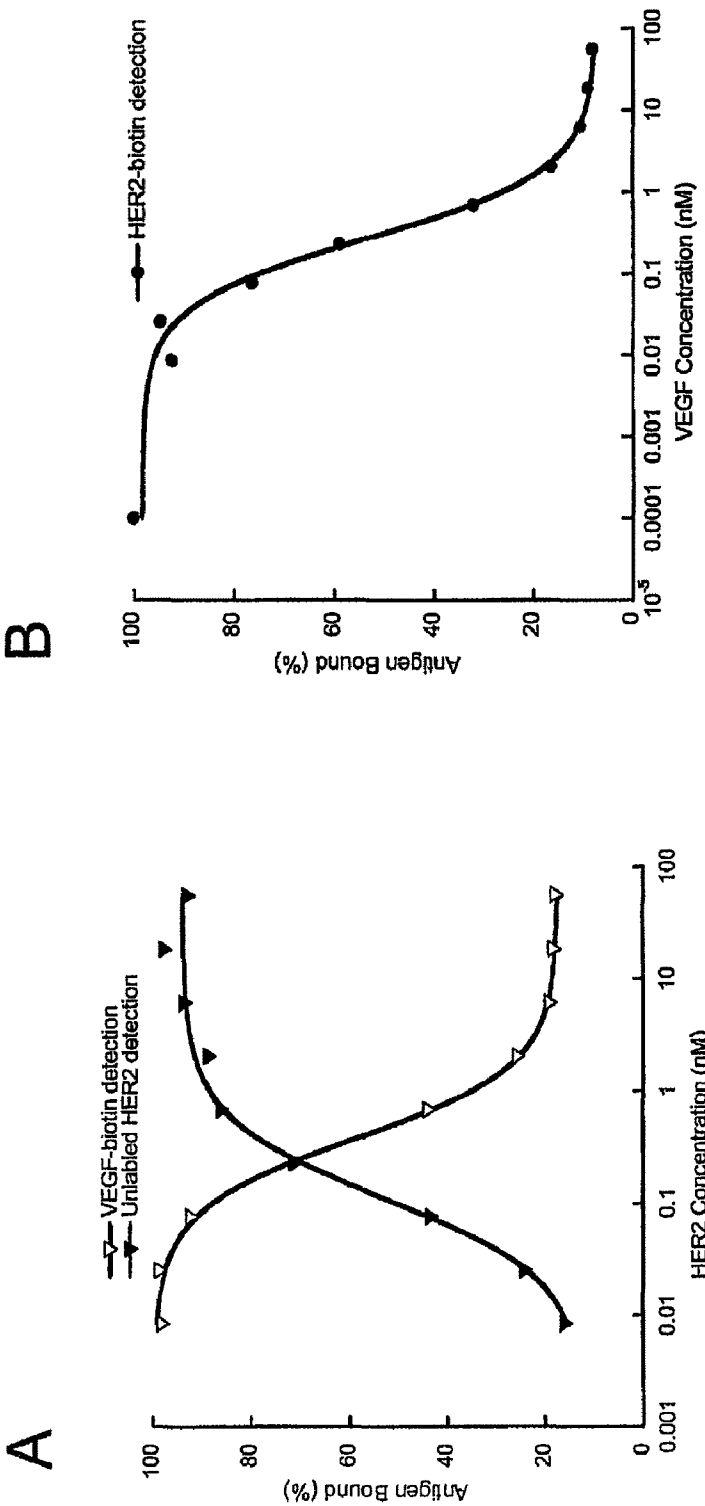 A
VEGF-biotin detection
Unlabled HER2 detection
Antigen Bound (%)
100
80
60
40
20
0
0.001
0.01
0.1
1
10
100
HER2 Concentration (nM)
B
HER2-biotin detection
Antigen Bound (%)
100
80
60
40
20
0
10-5
0.0001
0.001
0.01
0.1
1
10
100
VEGF Concentration (nM)